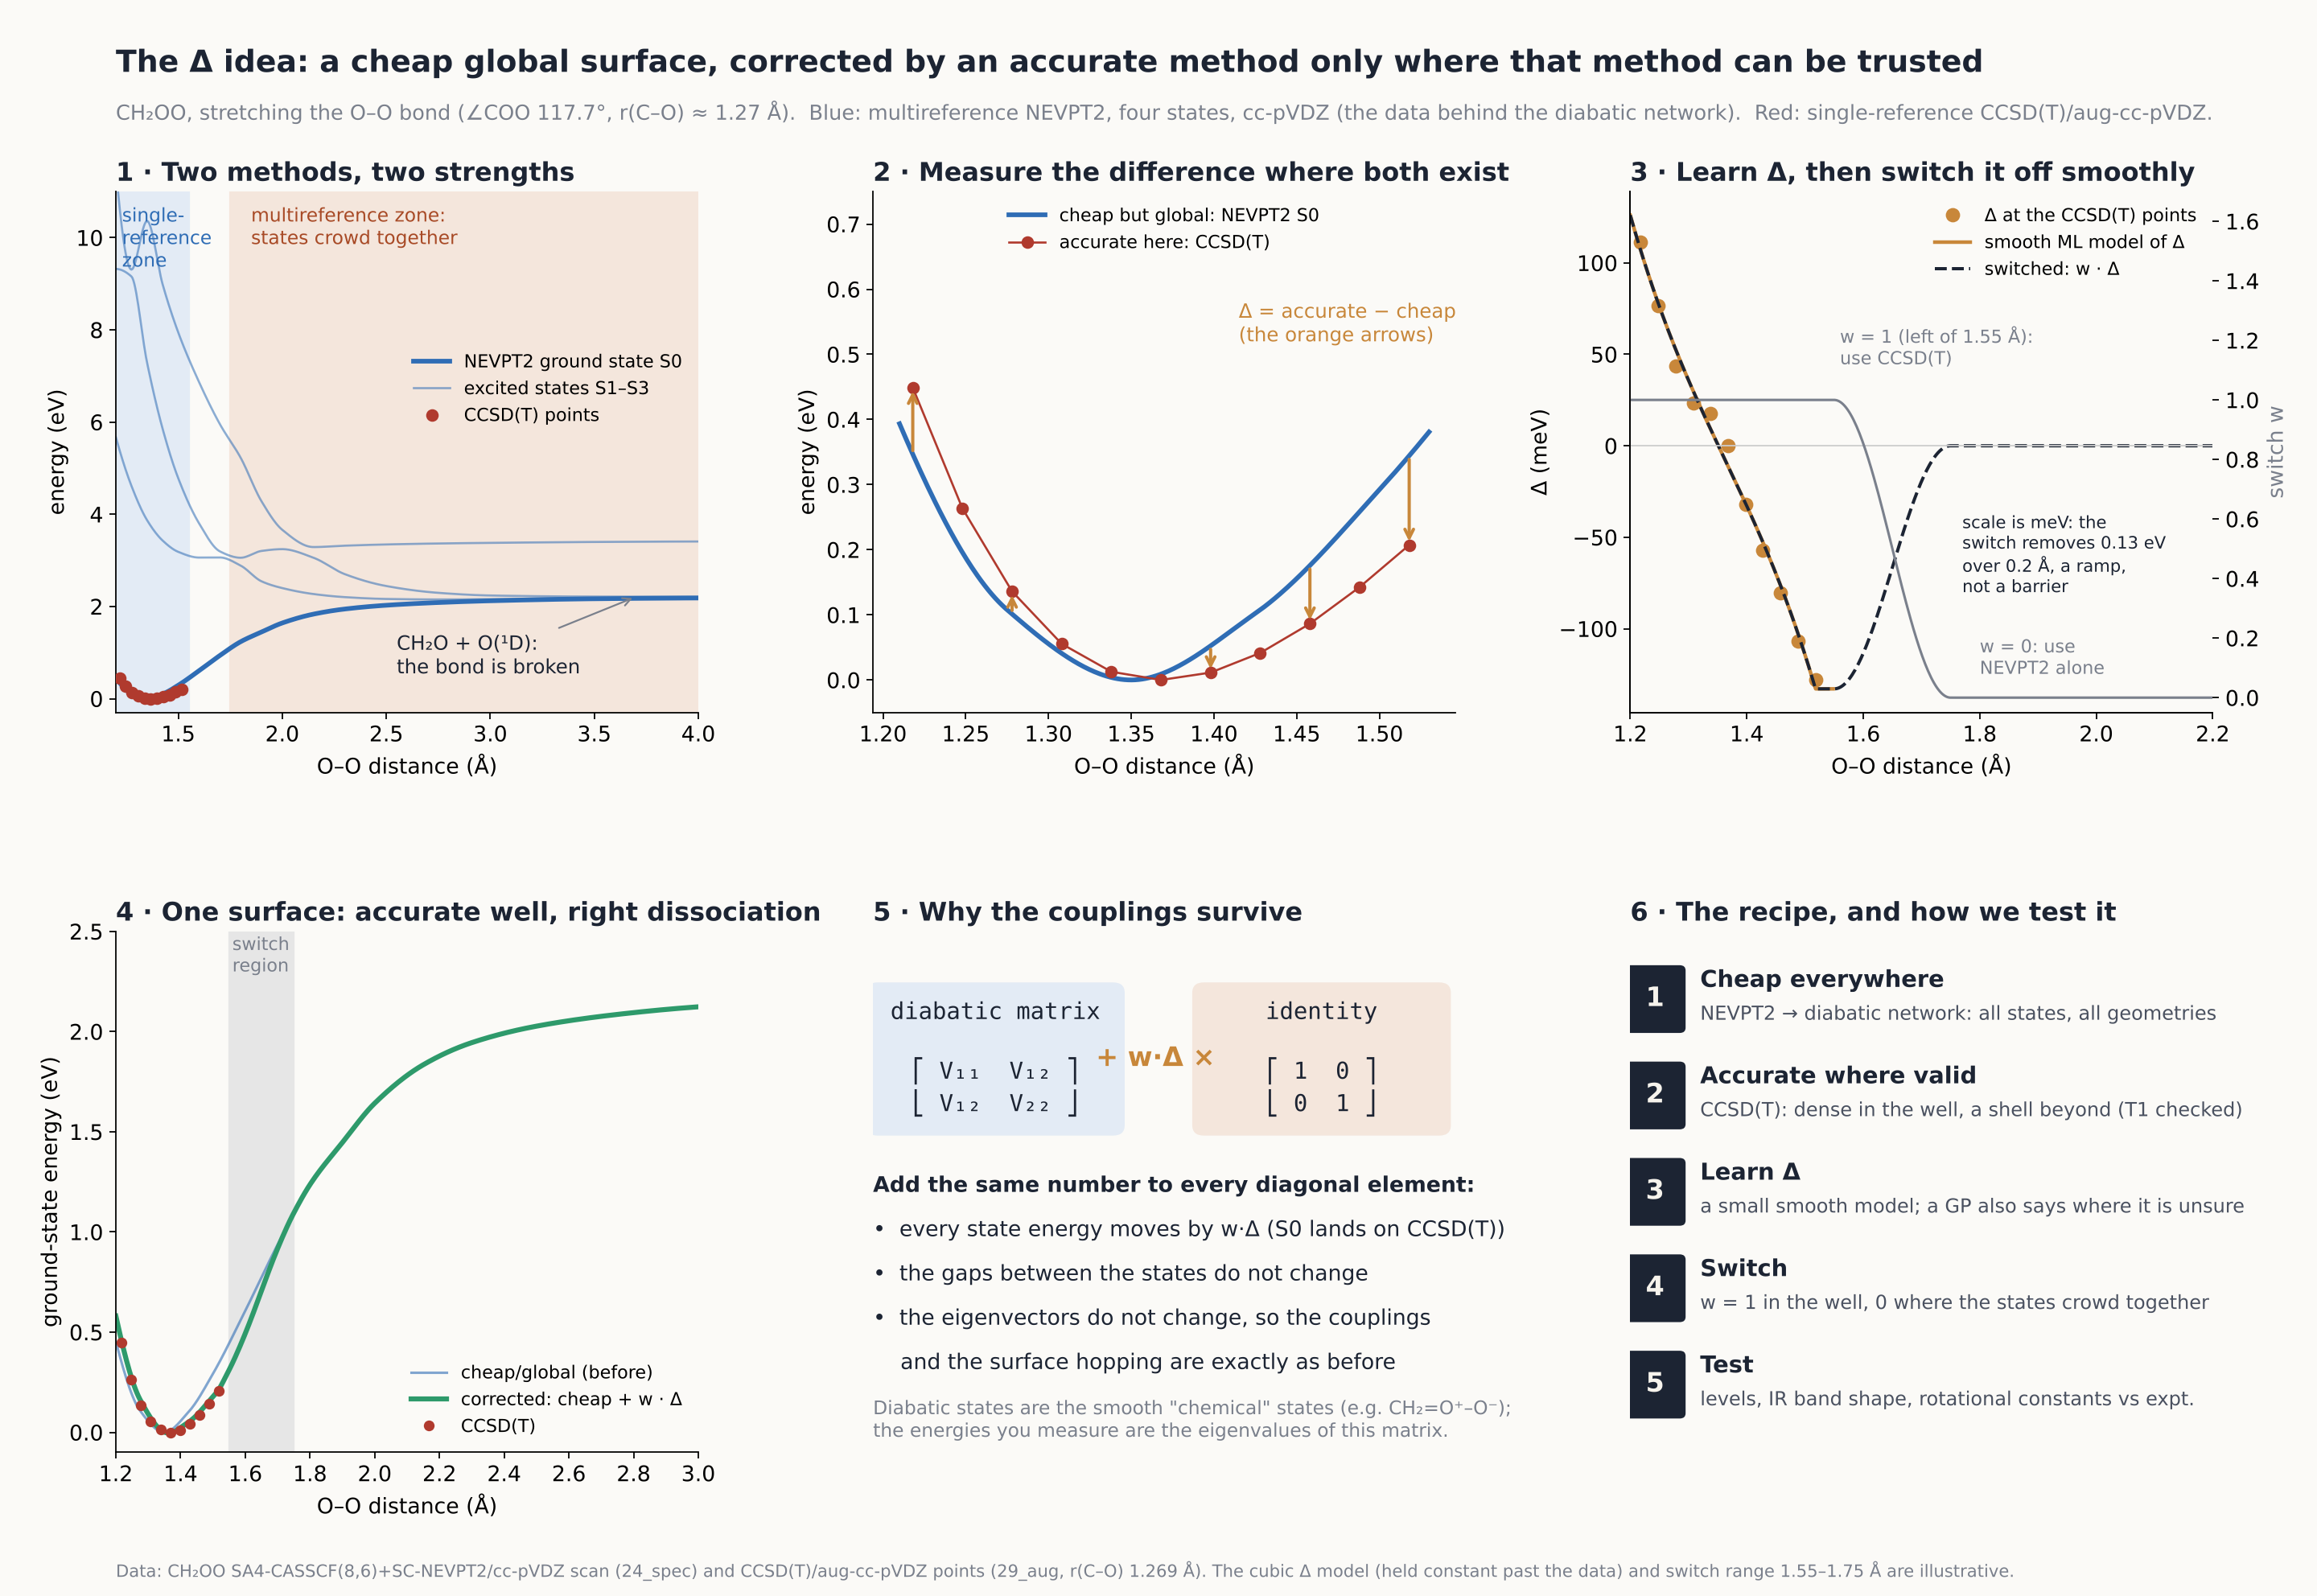 The Δ idea: a cheap global surface, corrected by an accurate method only where that method can be trusted
CH₂OO, stretching the O–O bond (∠COO 117.7°, r(C–O) ≈ 1.27 Å).  Blue: multireference NEVPT2, four states, cc-pVDZ (the data behind the diabatic network).  Red: single-reference CCSD(T)/aug-cc-pVDZ.
1 · Two methods, two strengths
single-
reference
zone
multireference zone:
states crowd together
NEVPT2 ground state S0
excited states S1–S3
CCSD(T) points
CH₂O + O(¹D):
the bond is broken
energy (eV)
10
8
6
4
2
0
1.5
2.0
2.5
3.0
3.5
4.0
O–O distance (Å)
2 · Measure the difference where both exist
cheap but global: NEVPT2 S0
accurate here: CCSD(T)
Δ = accurate − cheap
(the orange arrows)
energy (eV)
0.7
0.6
0.5
0.4
0.3
0.2
0.1
0.0
1.20
1.25
1.30
1.35
1.40
1.45
1.50
O–O distance (Å)
3 · Learn Δ, then switch it off smoothly
Δ at the CCSD(T) points
smooth ML model of Δ
switched: w · Δ
w = 1 (left of 1.55 Å):
use CCSD(T)
scale is meV: the
switch removes 0.13 eV
over 0.2 Å, a ramp,
not a barrier
w = 0: use
NEVPT2 alone
Δ (meV)
100
50
0
−50
−100
1.6
1.4
1.2
1.0
0.8
0.6
0.4
0.2
0.0
switch w
1.2
1.4
1.6
1.8
2.0
2.2
O–O distance (Å)
4 · One surface: accurate well, right dissociation
switch
region
cheap/global (before)
corrected: cheap + w · Δ
CCSD(T)
ground-state energy (eV)
2.5
2.0
1.5
1.0
0.5
0.0
1.2
1.4
1.6
1.8
2.0
2.2
2.4
2.6
2.8
3.0
O–O distance (Å)
5 · Why the couplings survive
diabatic matrix
⎡ V₁₁  V₁₂ ⎤
⎣ V₁₂  V₂₂ ⎦
+ w·Δ ×
identity
⎡ 1  0 ⎤
⎣ 0  1 ⎦
Add the same number to every diagonal element:
•  every state energy moves by w·Δ (S0 lands on CCSD(T))
•  the gaps between the states do not change
•  the eigenvectors do not change, so the couplings
and the surface hopping are exactly as before
Diabatic states are the smooth "chemical" states (e.g. CH₂=O⁺–O⁻);
the energies you measure are the eigenvalues of this matrix.
6 · The recipe, and how we test it
1
Cheap everywhere
NEVPT2 → diabatic network: all states, all geometries
2
Accurate where valid
CCSD(T): dense in the well, a shell beyond (T1 checked)
3
Learn Δ
a small smooth model; a GP also says where it is unsure
4
Switch
w = 1 in the well, 0 where the states crowd together
5
Test
levels, IR band shape, rotational constants vs expt.
Data: CH₂OO SA4-CASSCF(8,6)+SC-NEVPT2/cc-pVDZ scan (24_spec) and CCSD(T)/aug-cc-pVDZ points (29_aug, r(C–O) 1.269 Å). The cubic Δ model (held constant past the data) and switch range 1.55–1.75 Å are illustrative.